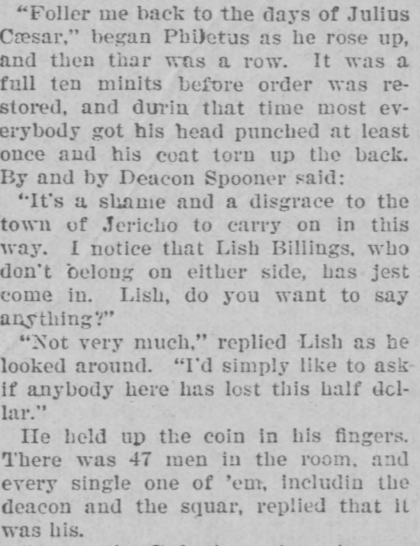 “Foller me back to the days of Julius
Cæsar,” began Philetus as he rose up,
and then thar was a row. It was a
full ten minits before order was re-
stored, and durin that time most ev-
erybody got his head punched at least
once and his coat torn up the back.
By and by Deacon Spooner said:
“It's a shame and a disgrace to the
town of Jericho to carry on in this
way. I notice that Lish Billings, who
don't belong on either side, has jest
come in. Lish, do you want to say
anything?”
“Not very much,” replied Lish as he
looked around. “I'd simply like to ask
if anybody here has lost this half dol-
lar.”
He held up the coin in his fingers.
There was 47 men in the room, and
every single one of 'em, includin the
deacon and the squar, replied that it
was his.